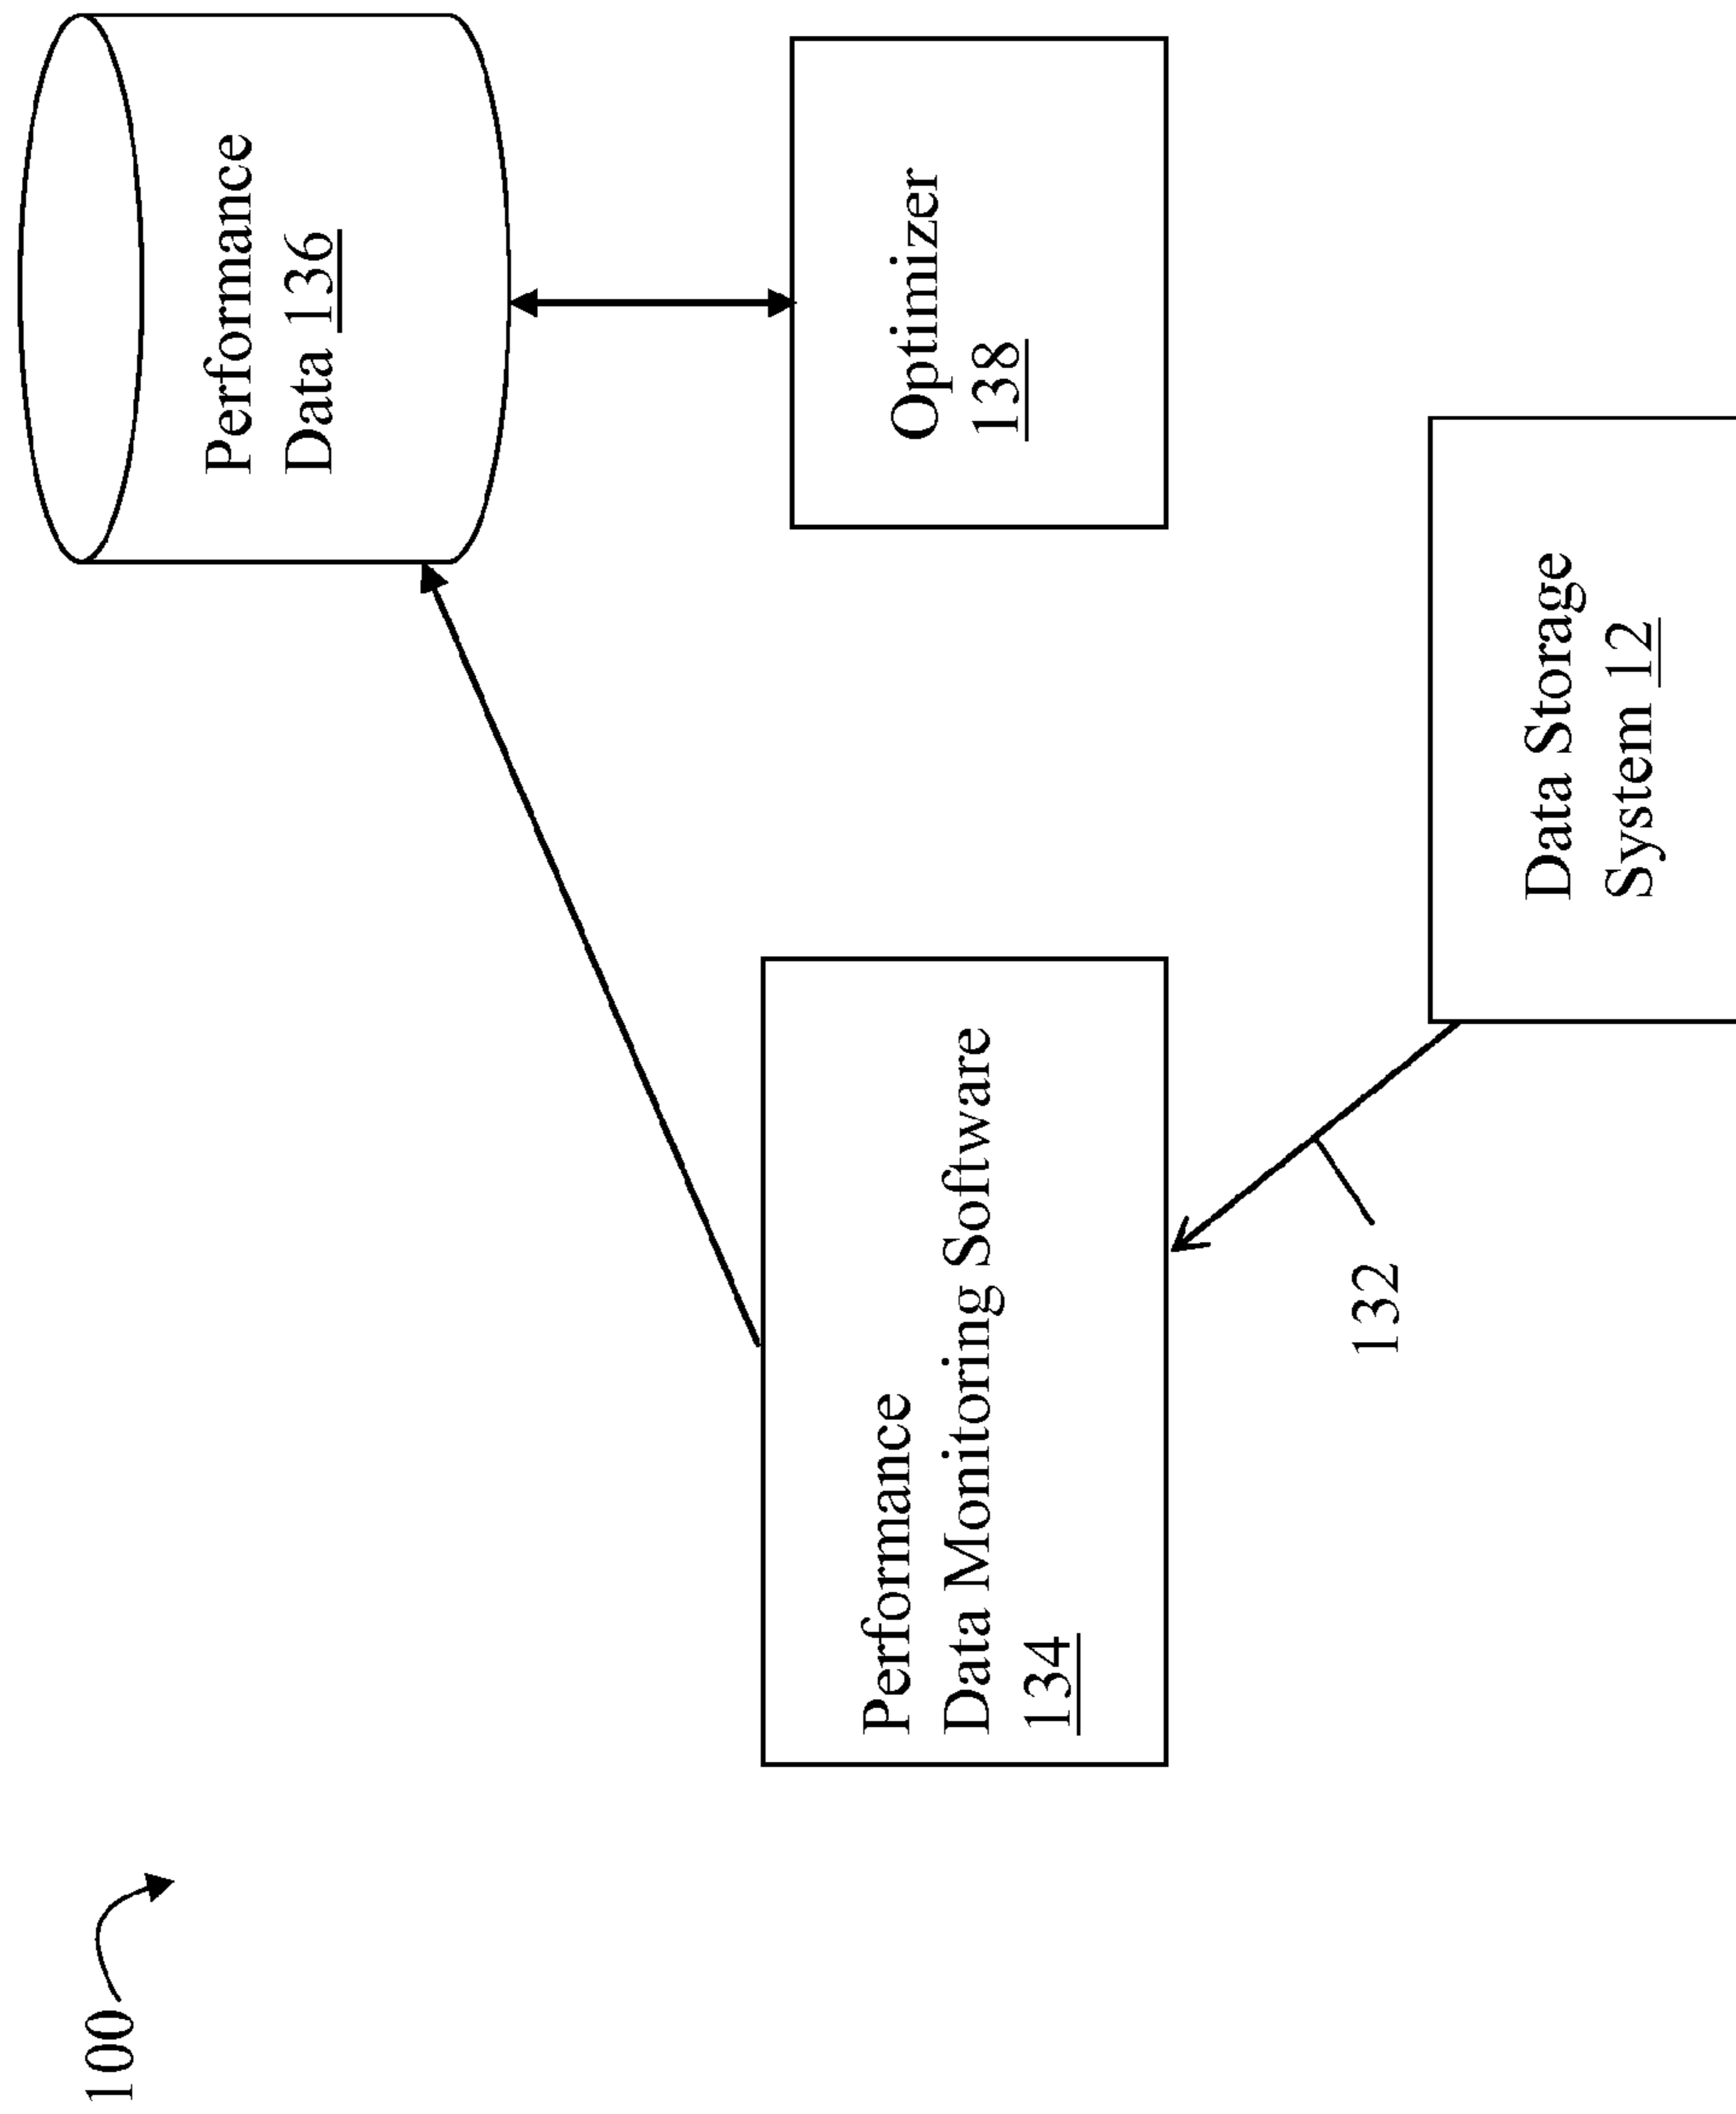 100
Performance
Data 136
Performance
Data Monitoring Software
134
Optimizer
138
132
Data Storage
System 12